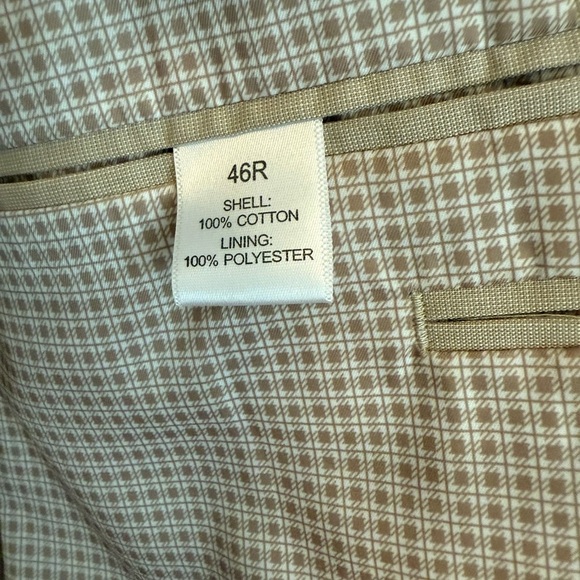 46R
SHELL:
100% COTTON
LINING:
100% POLYESTER